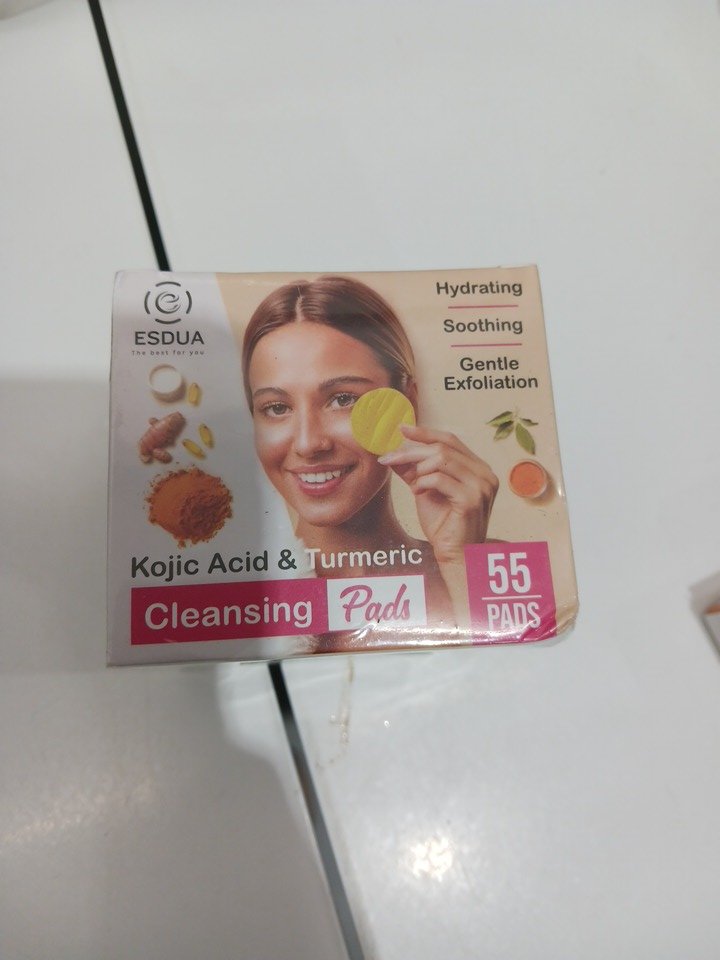 ESDUA
The best for you
Hydrating
Soothing
Gentle
Exfoliation
Kojic Acid & Turmeric
Cleansing Pads
55
PADS